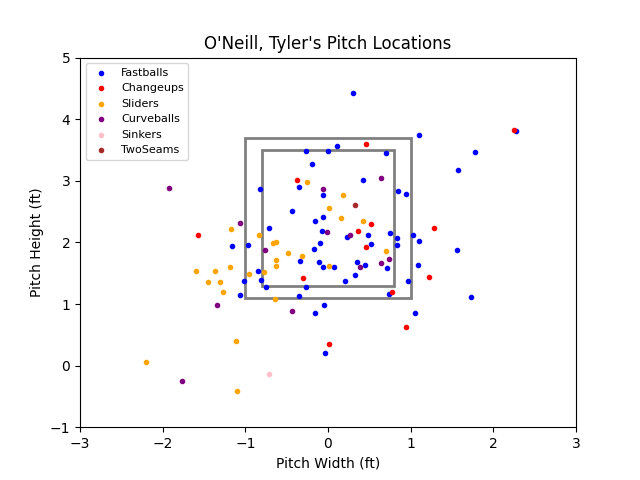 O'Neill, Tyler's Pitch Locations
Fastballs
Changeups
Sliders
Curveballs
Sinkers
TwoSeams
Pitch Height (ft)
5
4
3
2
1
0
−1
−3
−2
−1
0
1
2
3
Pitch Width (ft)